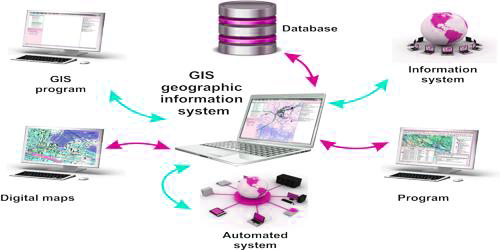 Database
GIS
program
GIS
geographic
information
system
Information
system
Digital maps
Program
Automated
system